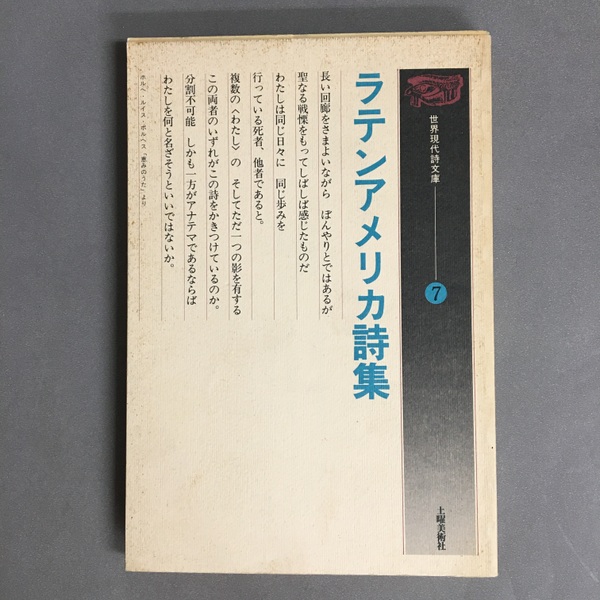 世界現代詩文庫 7
ラテンアメリカ詩集
長い回廊をさまよいながら ぼんやりとではあるが
聖なる戦慄をもってしばしば感じたものだ
わたしは同じ日々に 同じ歩みを
行っている死者、他者であると。
複数の〈わたし〉の そしてただ一つの影を有する
この両者のいずれがこの詩をかきつけているのか。
分割不可能 しかも一方がアナテマであるならば
わたしを何と名ざそうといいではないか。
ホルヘ・ルイス・ボルヘス「恵みのうた」より
土曜美術社